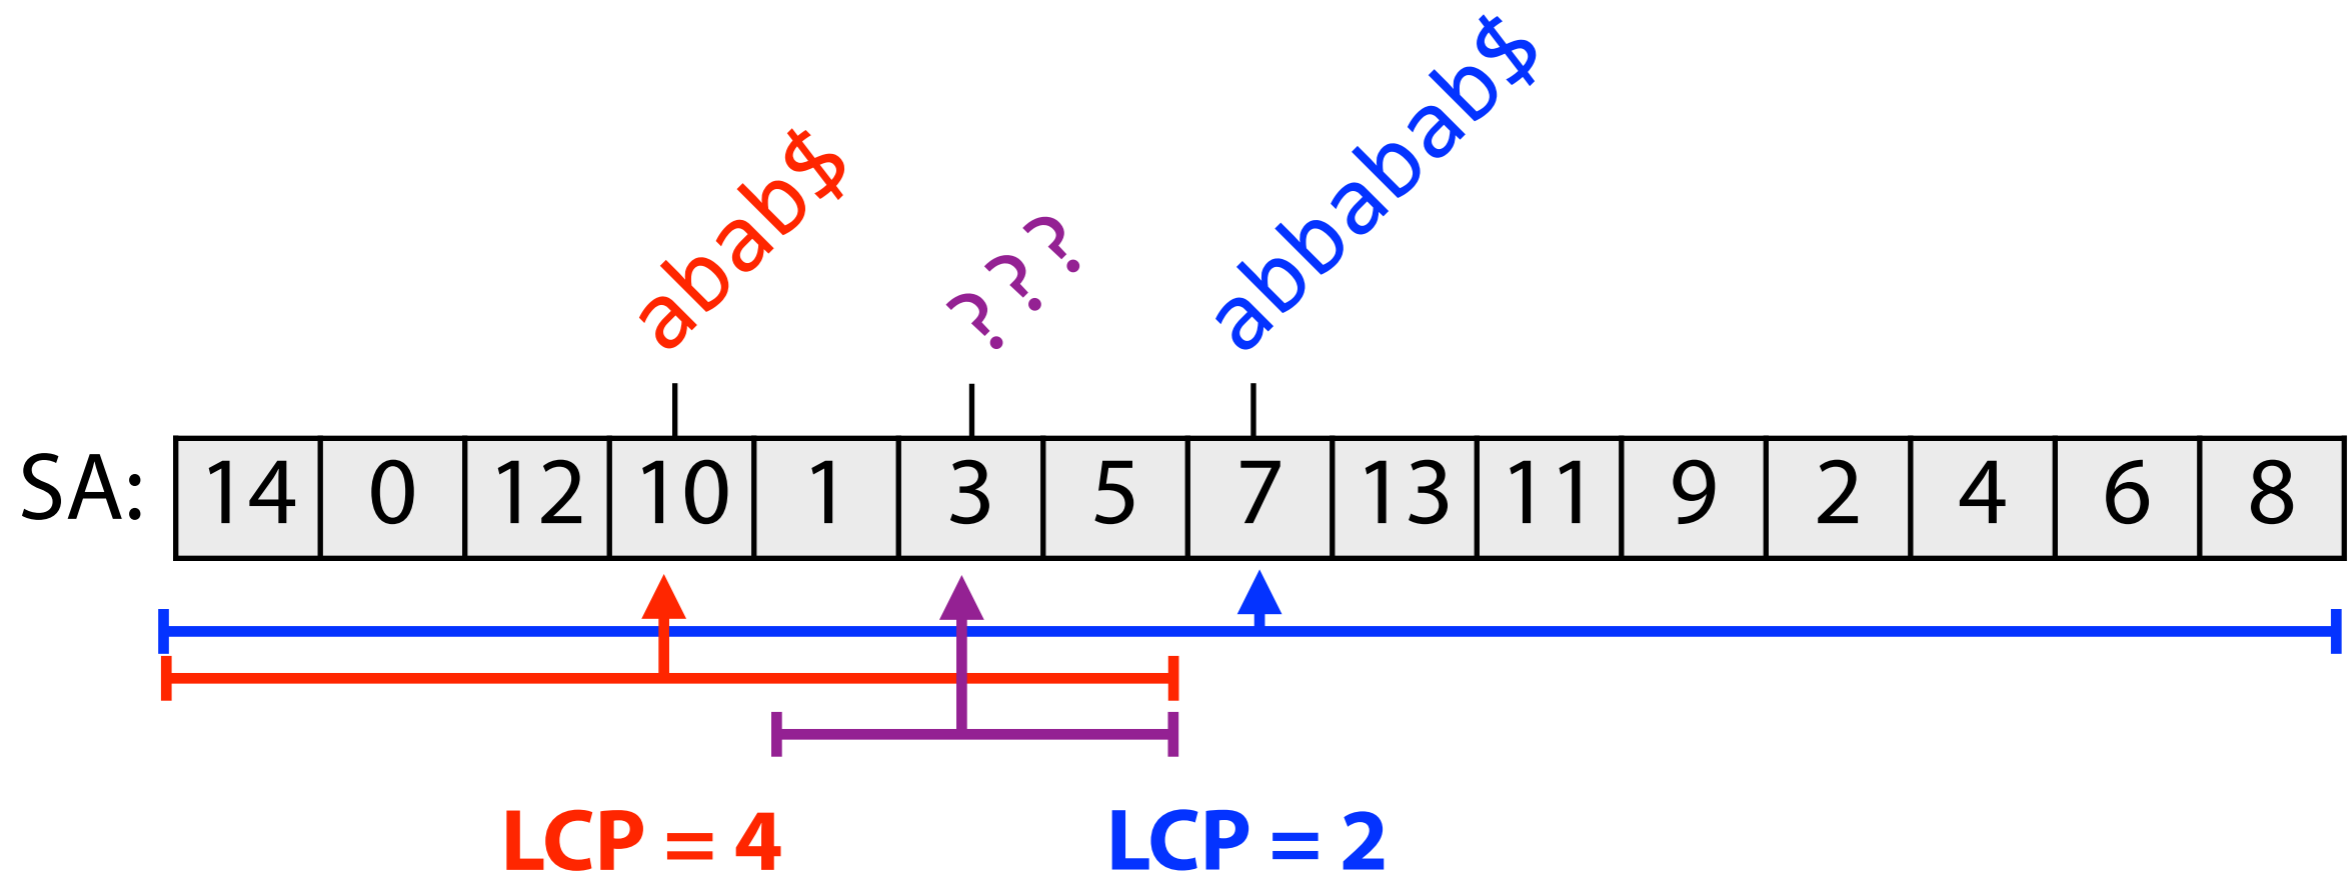 abab$ ??? abbabab$
SA: 14 0 12 10 1 3 5 7 13 11 9 2 4 6 8
LCP = 4 LCP = 2